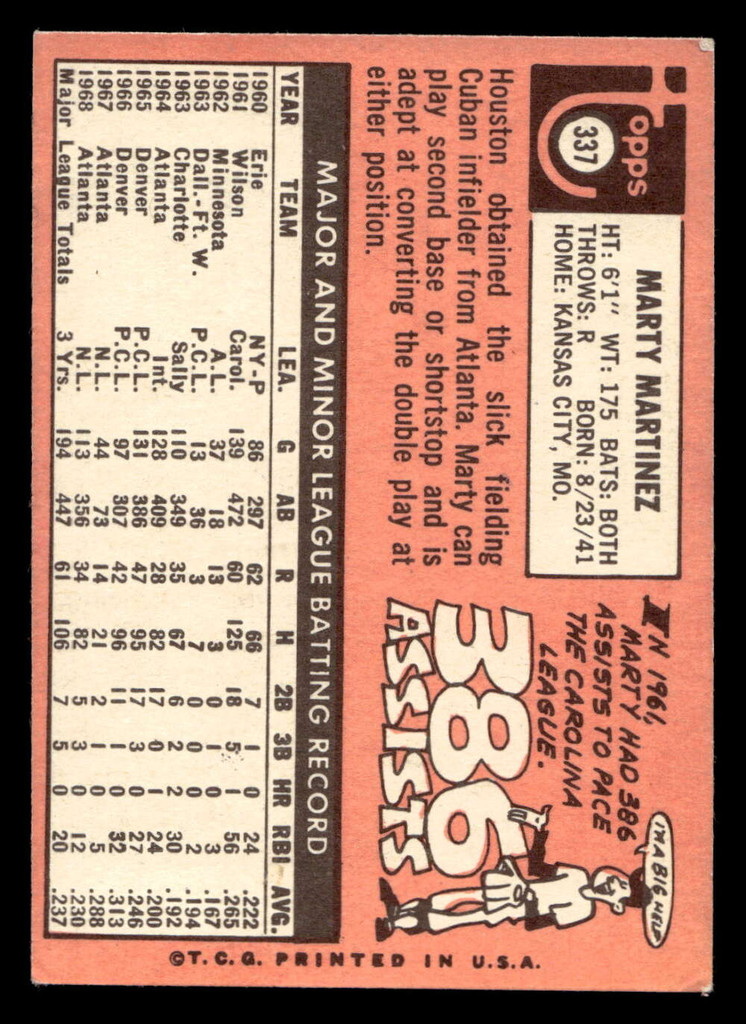 Topps
337
MARTY MARTINEZ
HT: 6'1" WT: 175 BATS: BOTH
THROWS: R BORN: 8/23/41
HOME: KANSAS CITY, MO.
Houston obtained the slick fielding
Cuban infielder from Atlanta. Marty can
play second base or shortstop and is
adept at converting the double play at
either position.
IN 1961,
MARTY HAD 386
ASSISTS TO PACE
THE CAROLINA
LEAGUE.
386
ASSISTS
I'M A BIG HELP
MAJOR AND MINOR LEAGUE BATTING RECORD
YEAR TEAM LEA. G AB R H 2B 3B HR RBI AVG.
1960 Erie NY-P 86 297 62 66 7 1 0 24 .222
1961 Wilson Carol. 139 472 60 125 18 5 1 56 .265
1962 Minnesota A.L. 37 18 13 3 0 1 0 3 .167
1963 Dall.-Ft. W. P.C.L. 13 36 3 7 0 0 0 2 .194
1963 Charlotte Sally 110 349 35 67 6 2 2 30 .192
1964 Atlanta Int. 128 409 28 82 17 0 1 24 .200
1965 Denver P.C.L. 131 386 47 95 17 3 0 27 .246
1966 Denver P.C.L. 97 307 42 96 11 1 0 32 .313
1967 Atlanta N.L. 44 73 14 21 2 1 0 5 .288
1968 Atlanta N.L. 113 356 34 82 5 3 0 12 .230
Major League Totals 3 Yrs. 194 447 61 106 7 5 0 20 .237
©T.C.G. PRINTED IN U.S.A.